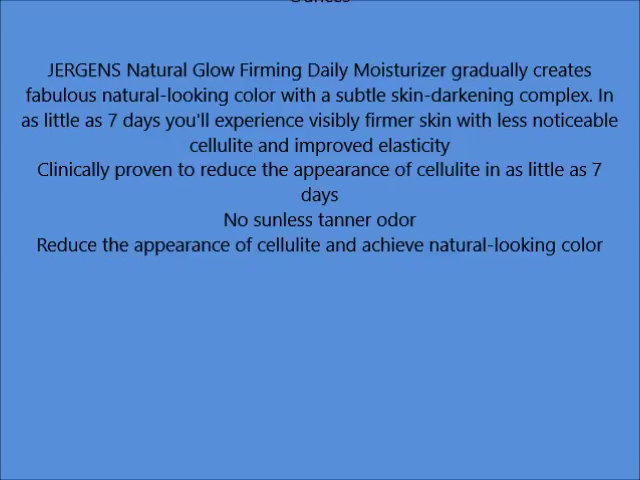 JERGENS Natural Glow Firming Daily Moisturizer gradually creates
fabulous natural-looking color with a subtle skin-darkening complex. In
as little as 7 days you'll experience visibly firmer skin with less noticeable
cellulite and improved elasticity
Clinically proven to reduce the appearance of cellulite in as little as 7
days
No sunless tanner odor
Reduce the appearance of cellulite and achieve natural-looking color